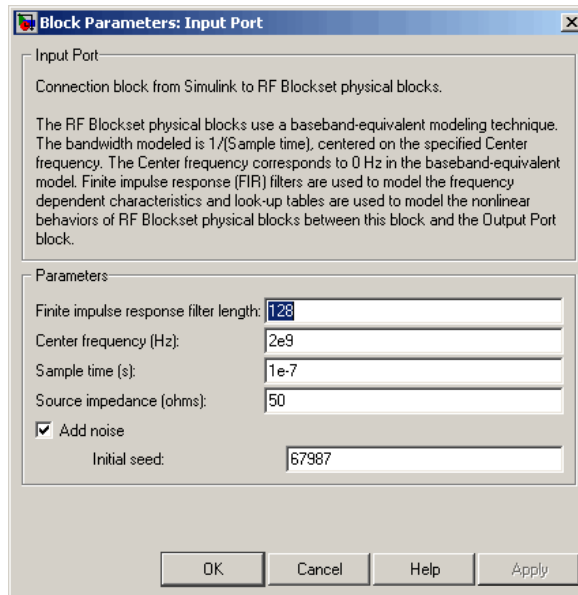 Block Parameters: Input Port
Input Port
Connection block from Simulink to RF Blockset physical blocks.
The RF Blockset physical blocks use a baseband-equivalent modeling technique.
The bandwidth modeled is 1/(Sample time), centered on the specified Center
frequency. The Center frequency corresponds to 0 Hz in the baseband-equivalent
model. Finite impulse response (FIR) filters are used to model the frequency
dependent characteristics and look-up tables are used to model the nonlinear
behaviors of RF Blockset physical blocks between this block and the Output Port
block.
Parameters
Finite impulse response filter length: 128
Center frequency (Hz): 2e9
Sample time (s): 1e-7
Source impedance (ohms): 50
Add noise
Initial seed: 67987
OK Cancel Help Apply